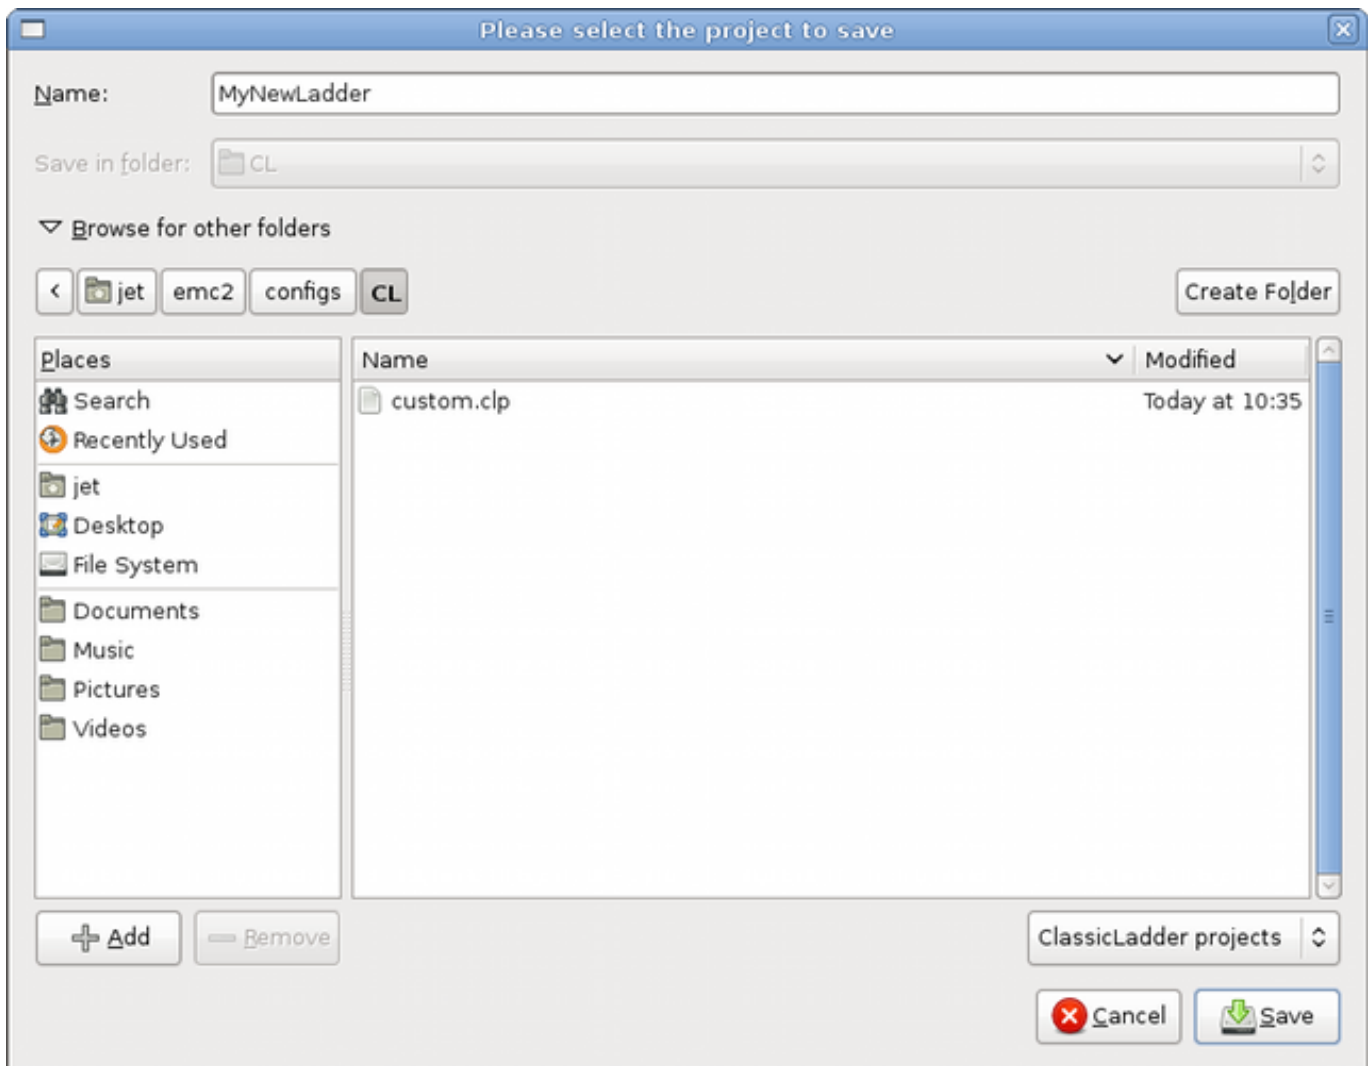 Please select the project to save
Name: MyNewLadder
Save in folder: CL
Browse for other folders
< jet emc2 configs CL Create Folder
Places Name Modified
Search custom.clp Today at 10:35
Recently Used
jet
Desktop
File System
Documents
Music
Pictures
Videos
Add Remove ClassicLadder projects
Cancel Save